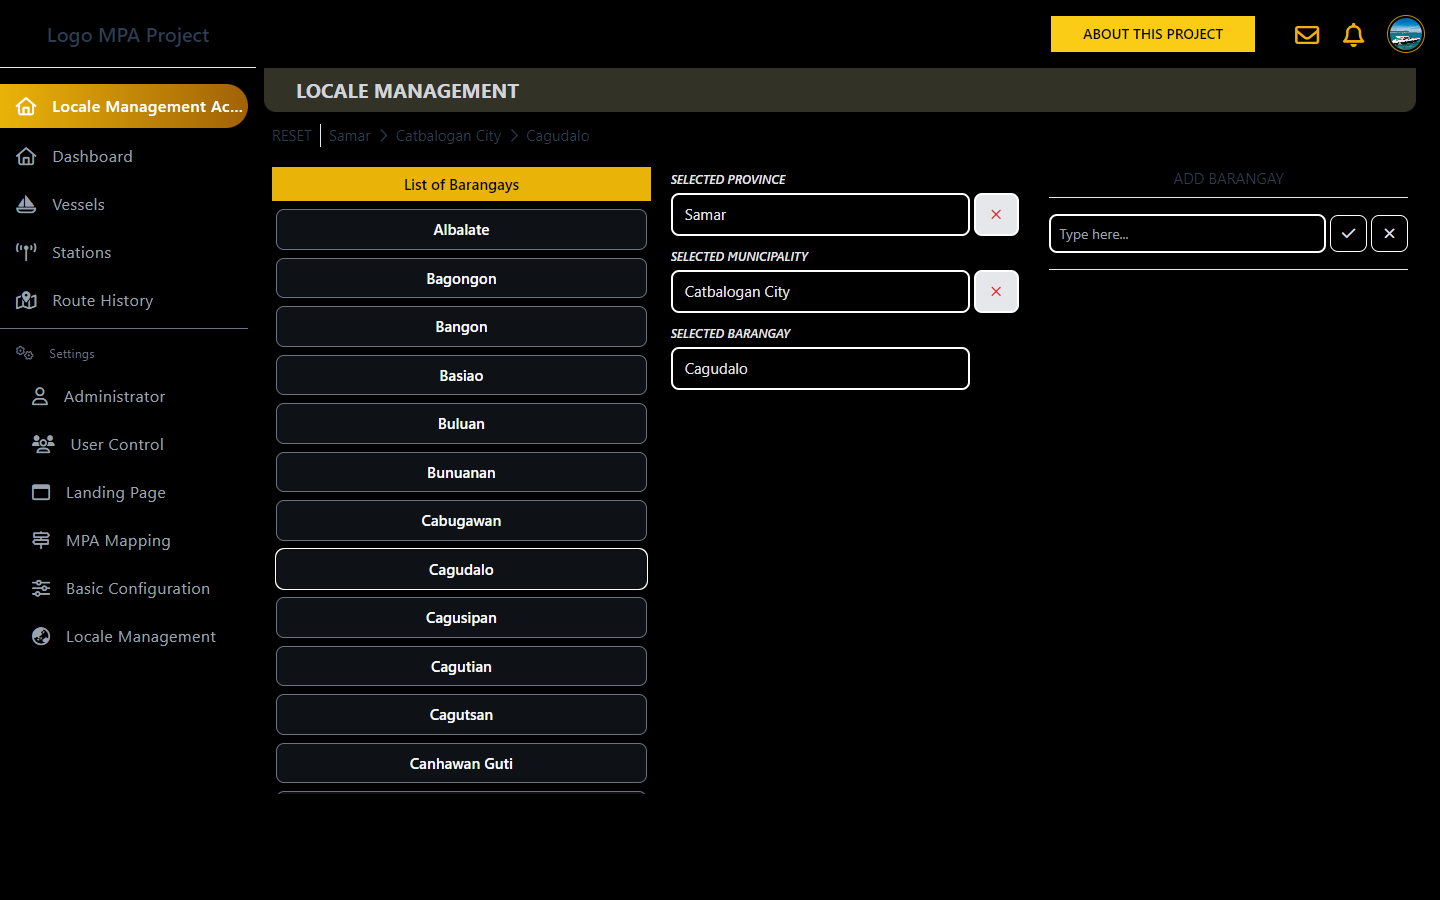 Logo MPA Project
ABOUT THIS PROJECT
Locale Management Ac...
Dashboard
Vessels
Stations
Route History
Settings
Administrator
User Control
Landing Page
MPA Mapping
Basic Configuration
Locale Management
LOCALE MANAGEMENT
RESET Samar Catbalogan City Cagudalo
List of Barangays
Albalate
Bagongon
Bangon
Basiao
Buluan
Bunuanan
Cabugawan
Cagudalo
Cagusipan
Cagutian
Cagutsan
Canhawan Guti
SELECTED PROVINCE
Samar
SELECTED MUNICIPALITY
Catbalogan City
SELECTED BARANGAY
Cagudalo
ADD BARANGAY
Type here...